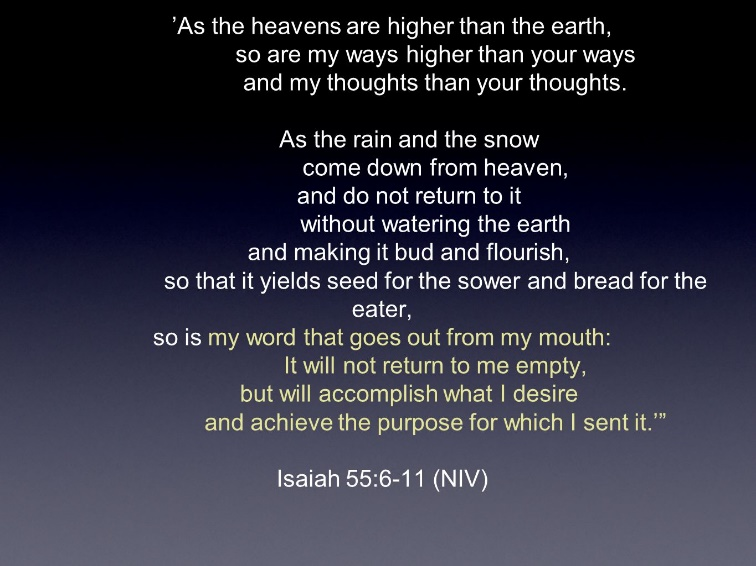 ’As the heavens are higher than the earth,
so are my ways higher than your ways
and my thoughts than your thoughts.
As the rain and the snow
come down from heaven,
and do not return to it
without watering the earth
and making it bud and flourish,
so that it yields seed for the sower and bread for the
eater,
so is my word that goes out from my mouth:
It will not return to me empty,
but will accomplish what I desire
and achieve the purpose for which I sent it.’”
Isaiah 55:6-11 (NIV)